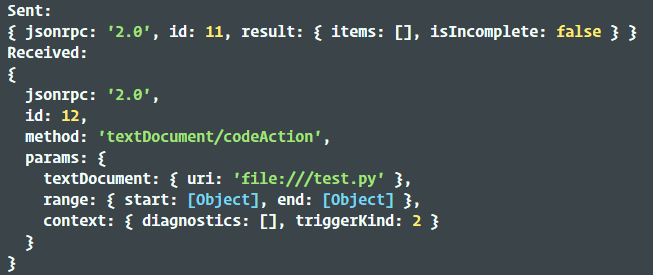 Sent:
{ jsonrpc: '2.0', id: 11, result: { items: [], isIncomplete: false } }
Received:
{
  jsonrpc: '2.0',
  id: 12,
  method: 'textDocument/codeAction',
  params: {
    textDocument: { uri: 'file:///test.py' },
    range: { start: [Object], end: [Object] },
    context: { diagnostics: [], triggerKind: 2 }
  }
}